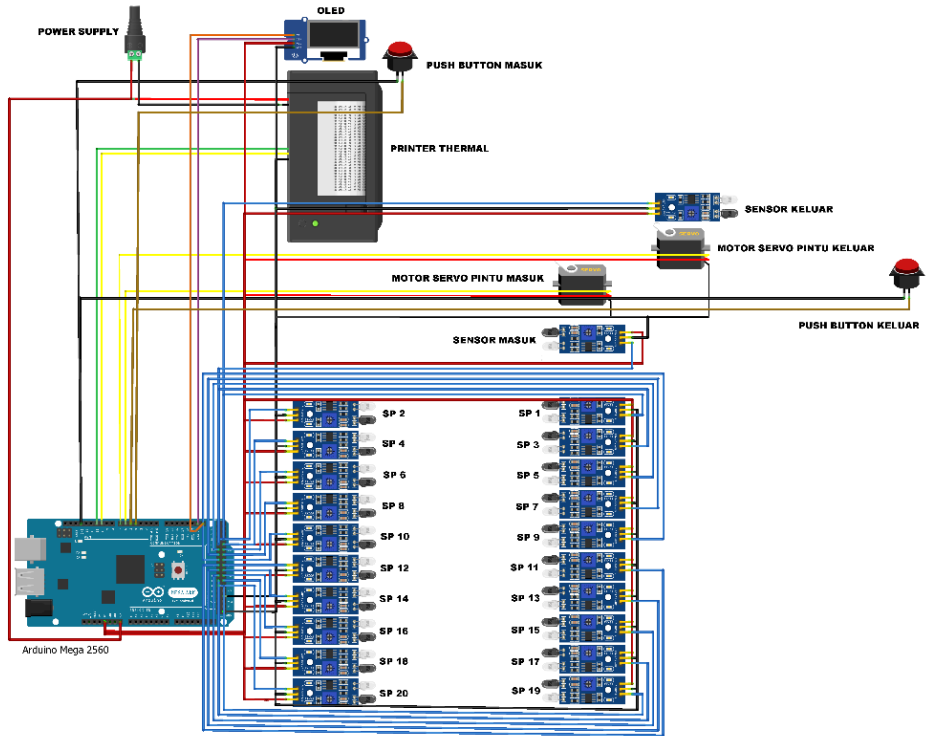 OLED
POWER SUPPLY
PUSH BUTTON MASUK
PRINTER THERMAL
SENSOR KELUAR
SERVO
MOTOR SERVO PINTU KELUAR
MOTOR SERVO PINTU MASUK
SERVO
PUSH BUTTON KELUAR
SENSOR MASUK
SP 2
SP 1
SP 4
SP 3
SP 6
SP 5
SP 8
SP 7
SP 10
SP 9
SP 12
SP 11
SP 14
SP 13
SP 16
SP 15
SP 18
SP 17
SP 20
SP 19
Arduino Mega 2560